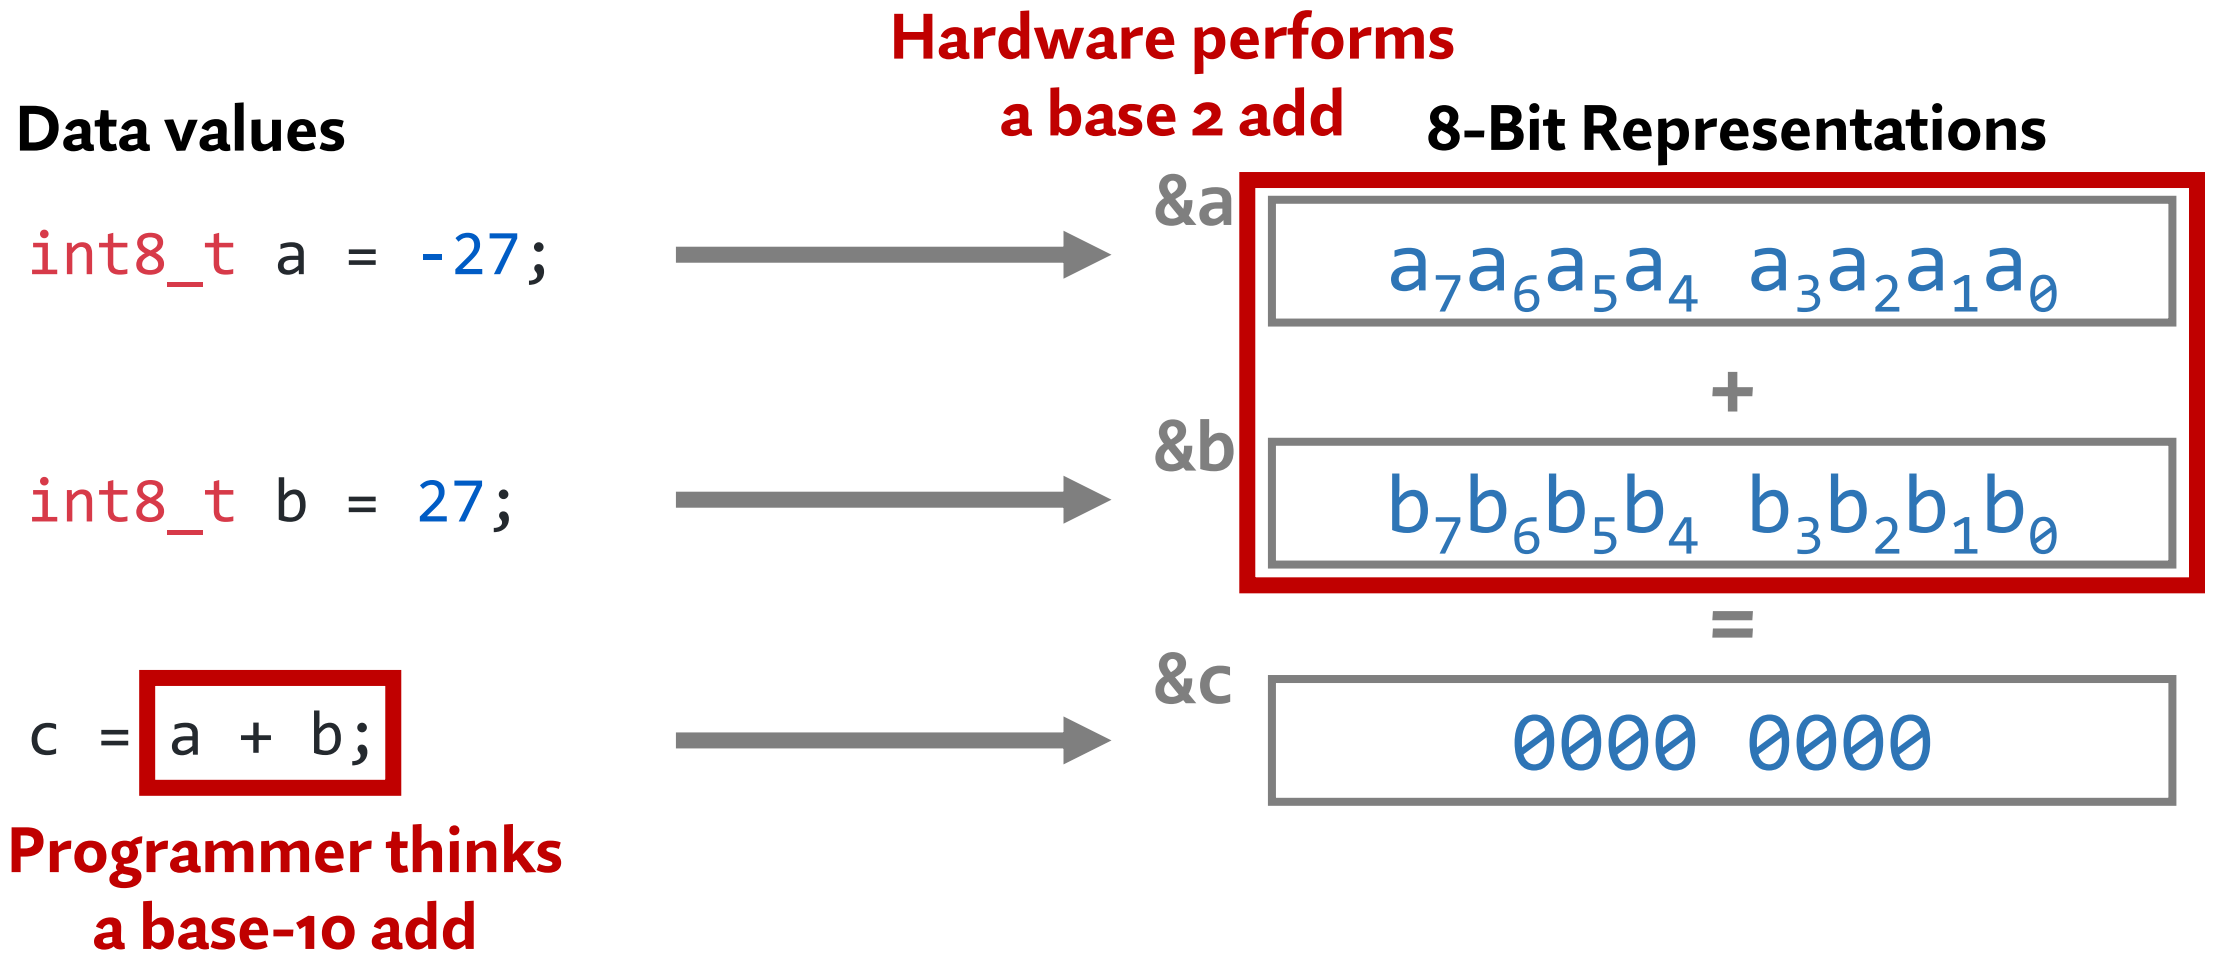 Hardware performs
a base 2 add
Data values
8-Bit Representations
int8_t a = -27;
&a
a₇a₆a₅a₄ a₃a₂a₁a₀
+
int8_t b = 27;
&b
b₇b₆b₅b₄ b₃b₂b₁b₀
=
c = a + b;
&c
0000 0000
Programmer thinks
a base-10 add